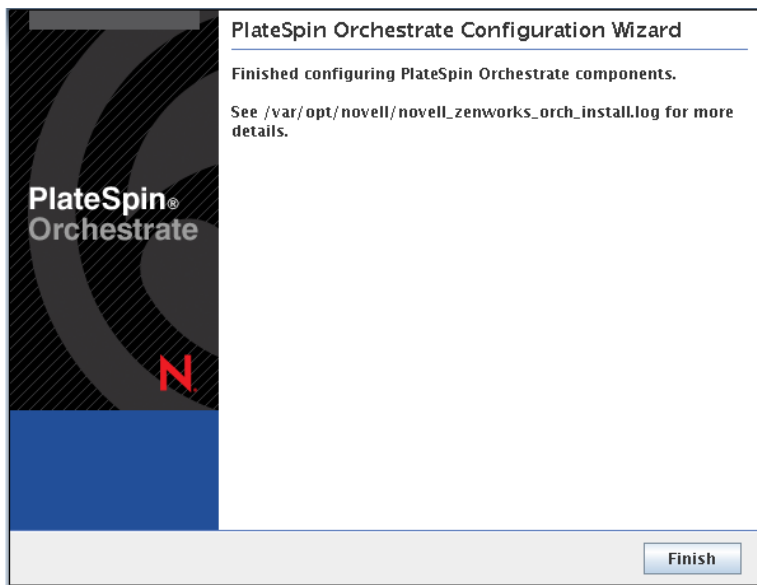 PlateSpin Orchestrate Configuration Wizard
Finished configuring PlateSpin Orchestrate components.
See /var/opt/novell/novell_zenworks_orch_install.log for more
details.
PlateSpin®
Orchestrate
N.
Finish